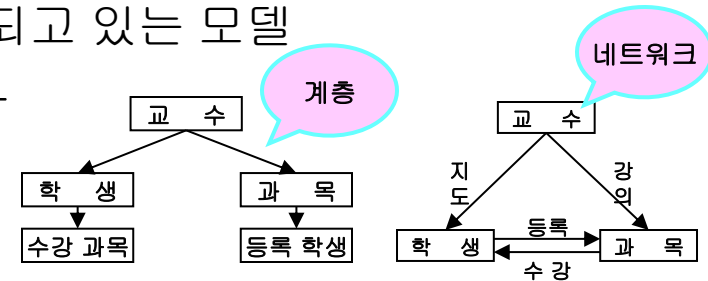 되고 있는 모델
계층
네트워크
교 수
학 생
과 목
수강 과목
등록 학생
교 수
지도
강의
학 생
등록
과 목
수 강